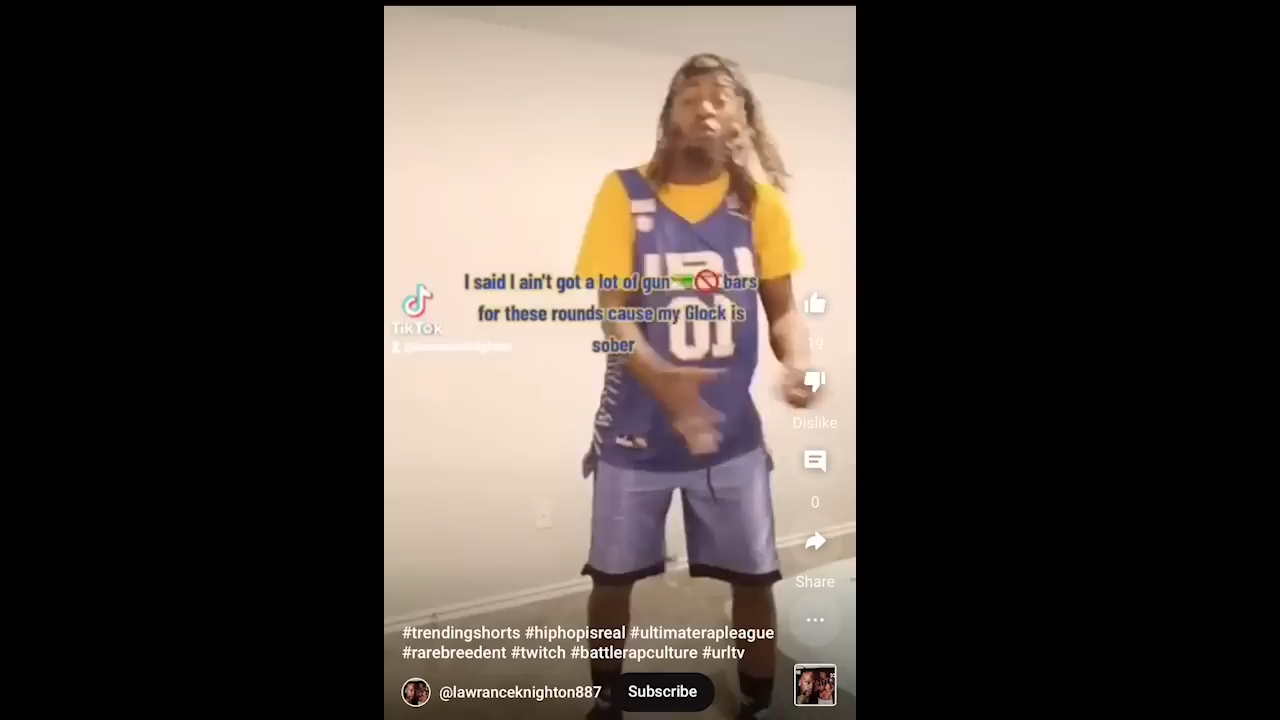 I said I ain't got a lot of gun🔫🚫bars
for these rounds cause my Glock is
sober
TikTok
01
19
Dislike
0
Share
#trendingshorts #hiphopisreal #ultimaterapleague
#rarebreedent #twitch #battlerapculture #urltv
@lawranceknighton887 Subscribe